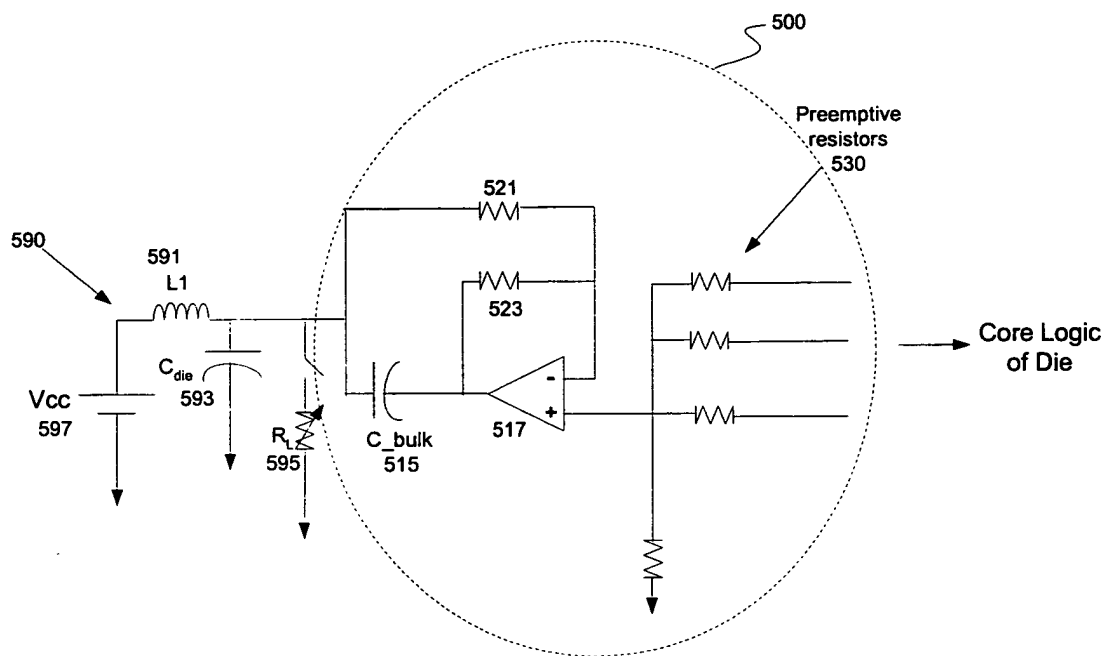 500
Preemptive
resistors
530
521
590
591
L1
523
Core Logic
of Die
C_die
593
Vcc
597
-
+
517
R_L
595
C_bulk
515